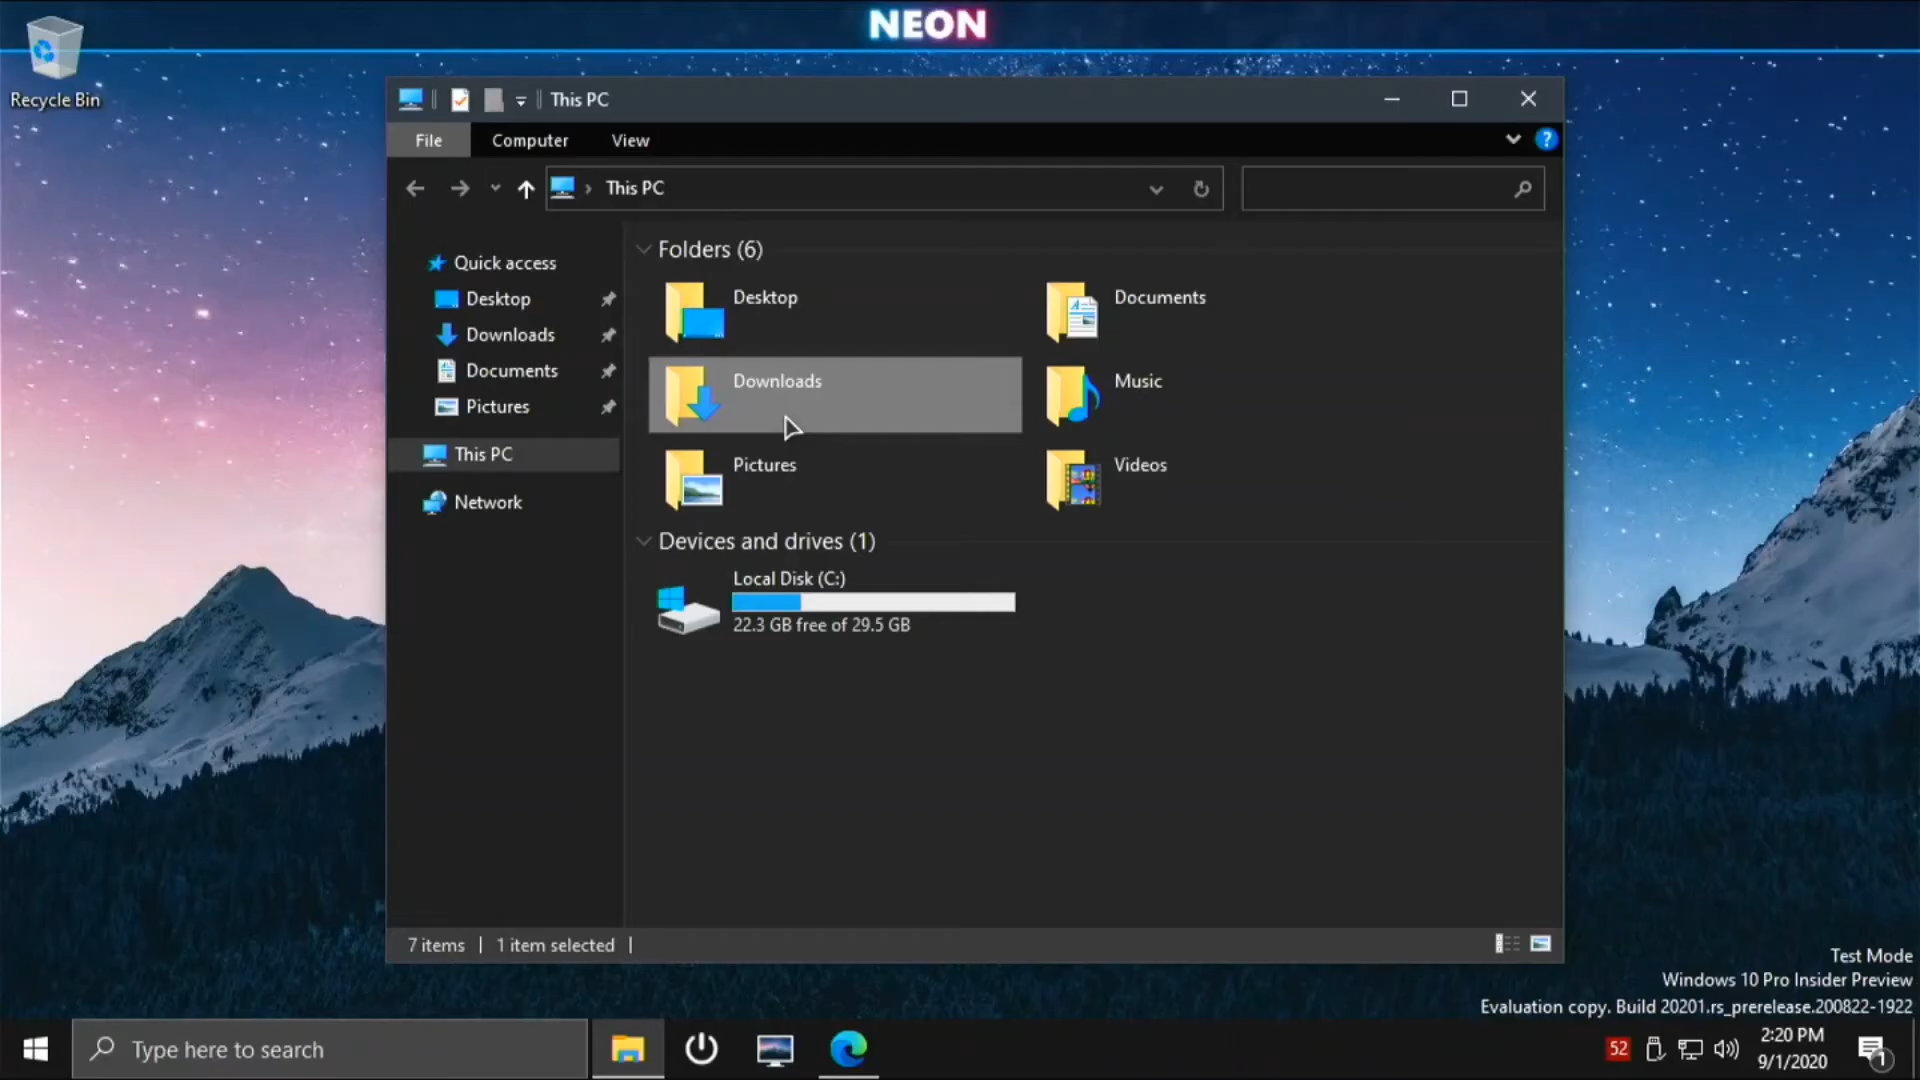 NEON
Recycle Bin
This PC
File Computer View
?
This PC
Quick access
Desktop
Downloads
Documents
Pictures
This PC
Network
Folders (6)
Desktop
Documents
Downloads
Music
Pictures
Videos
Devices and drives (1)
Local Disk (C:)
22.3 GB free of 29.5 GB
7 items 1 item selected
Test Mode
Windows 10 Pro Insider Preview
Evaluation copy. Build 20201.rs_prerelease.200822-1922
Type here to search
52
2:20 PM
9/1/2020
1